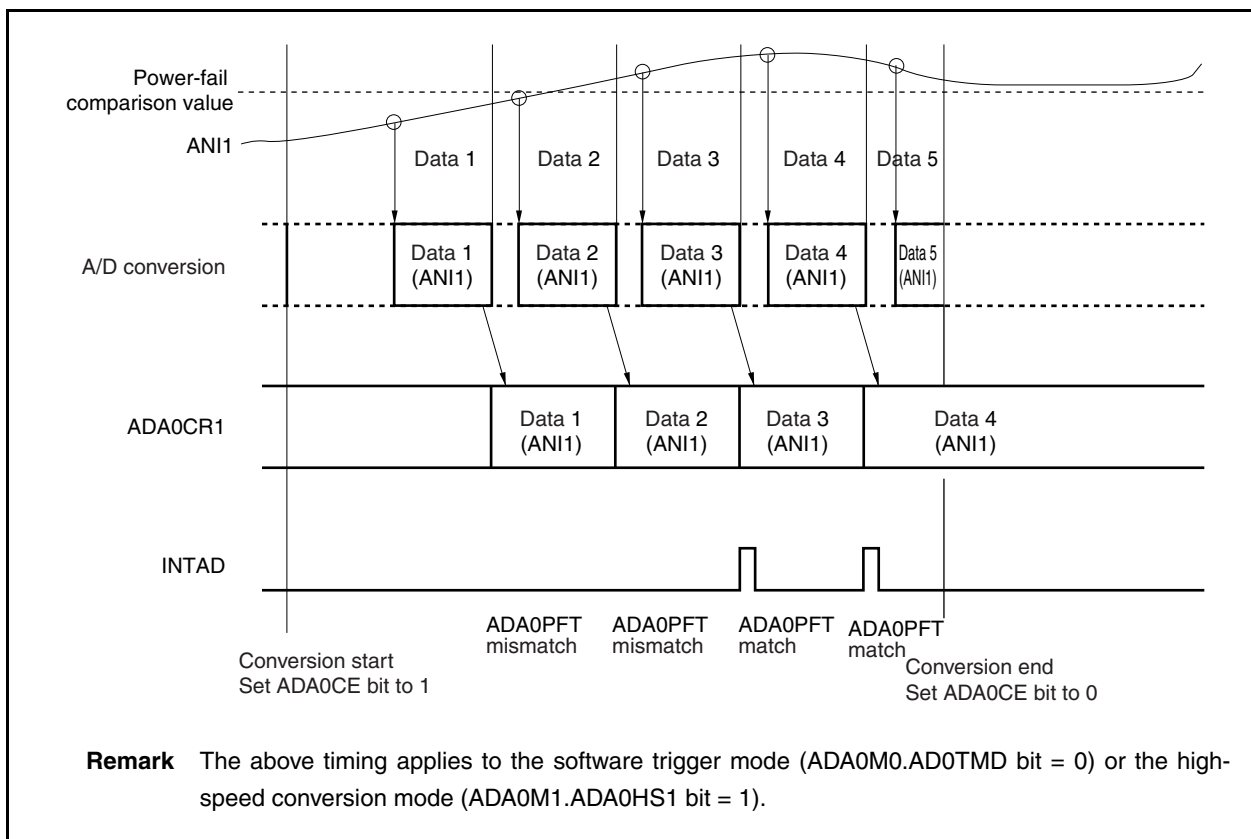 Power-fail
comparison value
ANI1
Data 1
Data 2
Data 3
Data 4
Data 5
A/D conversion
Data 1
(ANI1)
Data 2
(ANI1)
Data 3
(ANI1)
Data 4
(ANI1)
Data 5
(ANI1)
ADA0CR1
Data 1
(ANI1)
Data 2
(ANI1)
Data 3
(ANI1)
Data 4
(ANI1)
INTAD
ADA0PFT
mismatch
ADA0PFT
mismatch
ADA0PFT
match
ADA0PFT
match
Conversion start
Set ADA0CE bit to 1
Conversion end
Set ADA0CE bit to 0
Remark The above timing applies to the software trigger mode (ADA0M0.AD0TMD bit = 0) or the high-
speed conversion mode (ADA0M1.ADA0HS1 bit = 1).